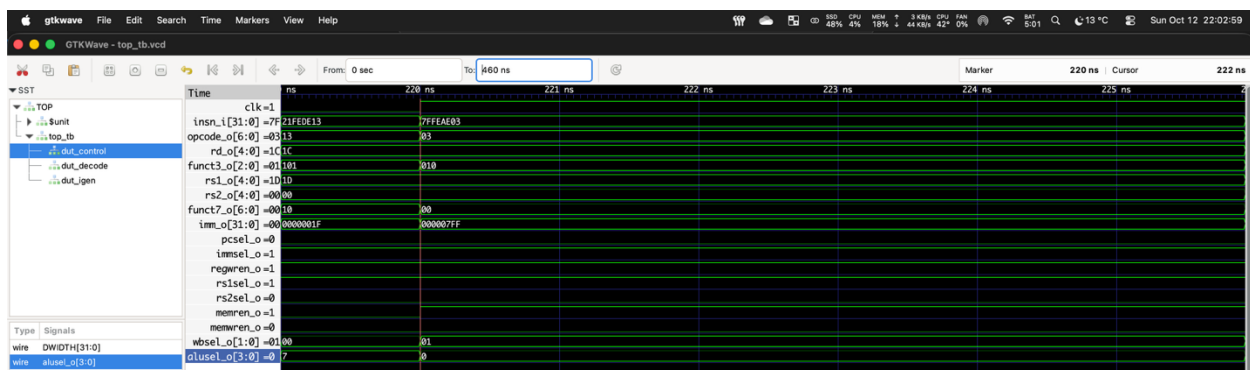 gtkwave File Edit Search Time Markers View Help SSD 48% CPU 4% MEM 18% ↑ 3 KB/s ↓ 44 KB/s CPU 42° FAN 0% BAT 5:01 13 °C Sun Oct 12 22:02:59
GTKWave - top_tb.vcd
From: 0 sec To: 460 ns Marker 220 ns Cursor 222 ns
SST
TOP
$unit
top_tb
dut_control
dut_decode
dut_igen
Type Signals
wire DWIDTH[31:0]
wire alusel_o[3:0]
Time ns 220 ns 221 ns 222 ns 223 ns 224 ns 225 ns 2
clk=1
insn_i[31:0] =7F 21FEDE13 7FFEAE03
opcode_o[6:0] =03 13 03
rd_o[4:0] =1C 1C
funct3_o[2:0] =01 101 010
rs1_o[4:0] =1D 1D
rs2_o[4:0] =00 00
funct7_o[6:0] =00 10 00
imm_o[31:0] =00 0000001F 000007FF
pcsel_o=0
immsel_o=1
regwren_o=1
rs1sel_o=1
rs2sel_o=0
memren_o=1
memwren_o=0
wbsel_o[1:0] =01 00 01
alusel_o[3:0] =0 7 0